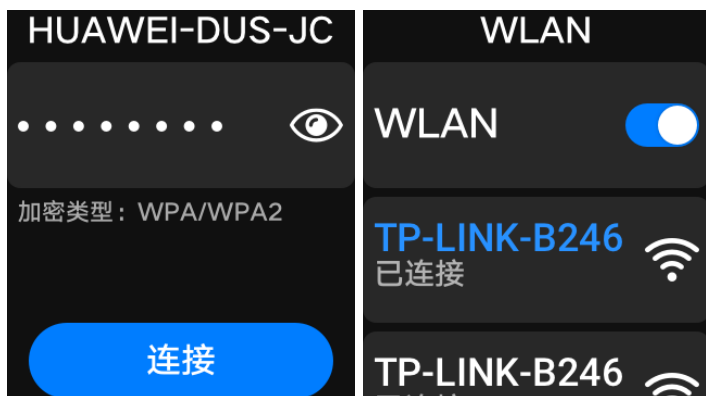 HUAWEI-DUS-JC
加密类型：WPA/WPA2
连接
WLAN
WLAN
TP-LINK-B246
已连接
TP-LINK-B246